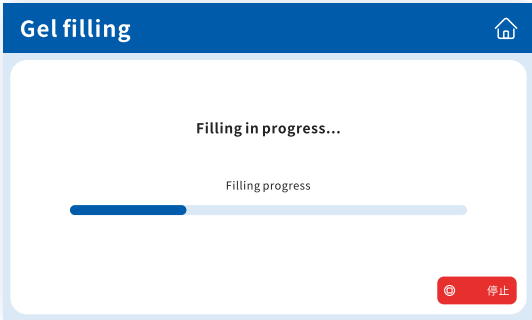 Gel filling
Filling in progress...
Filling progress
停止